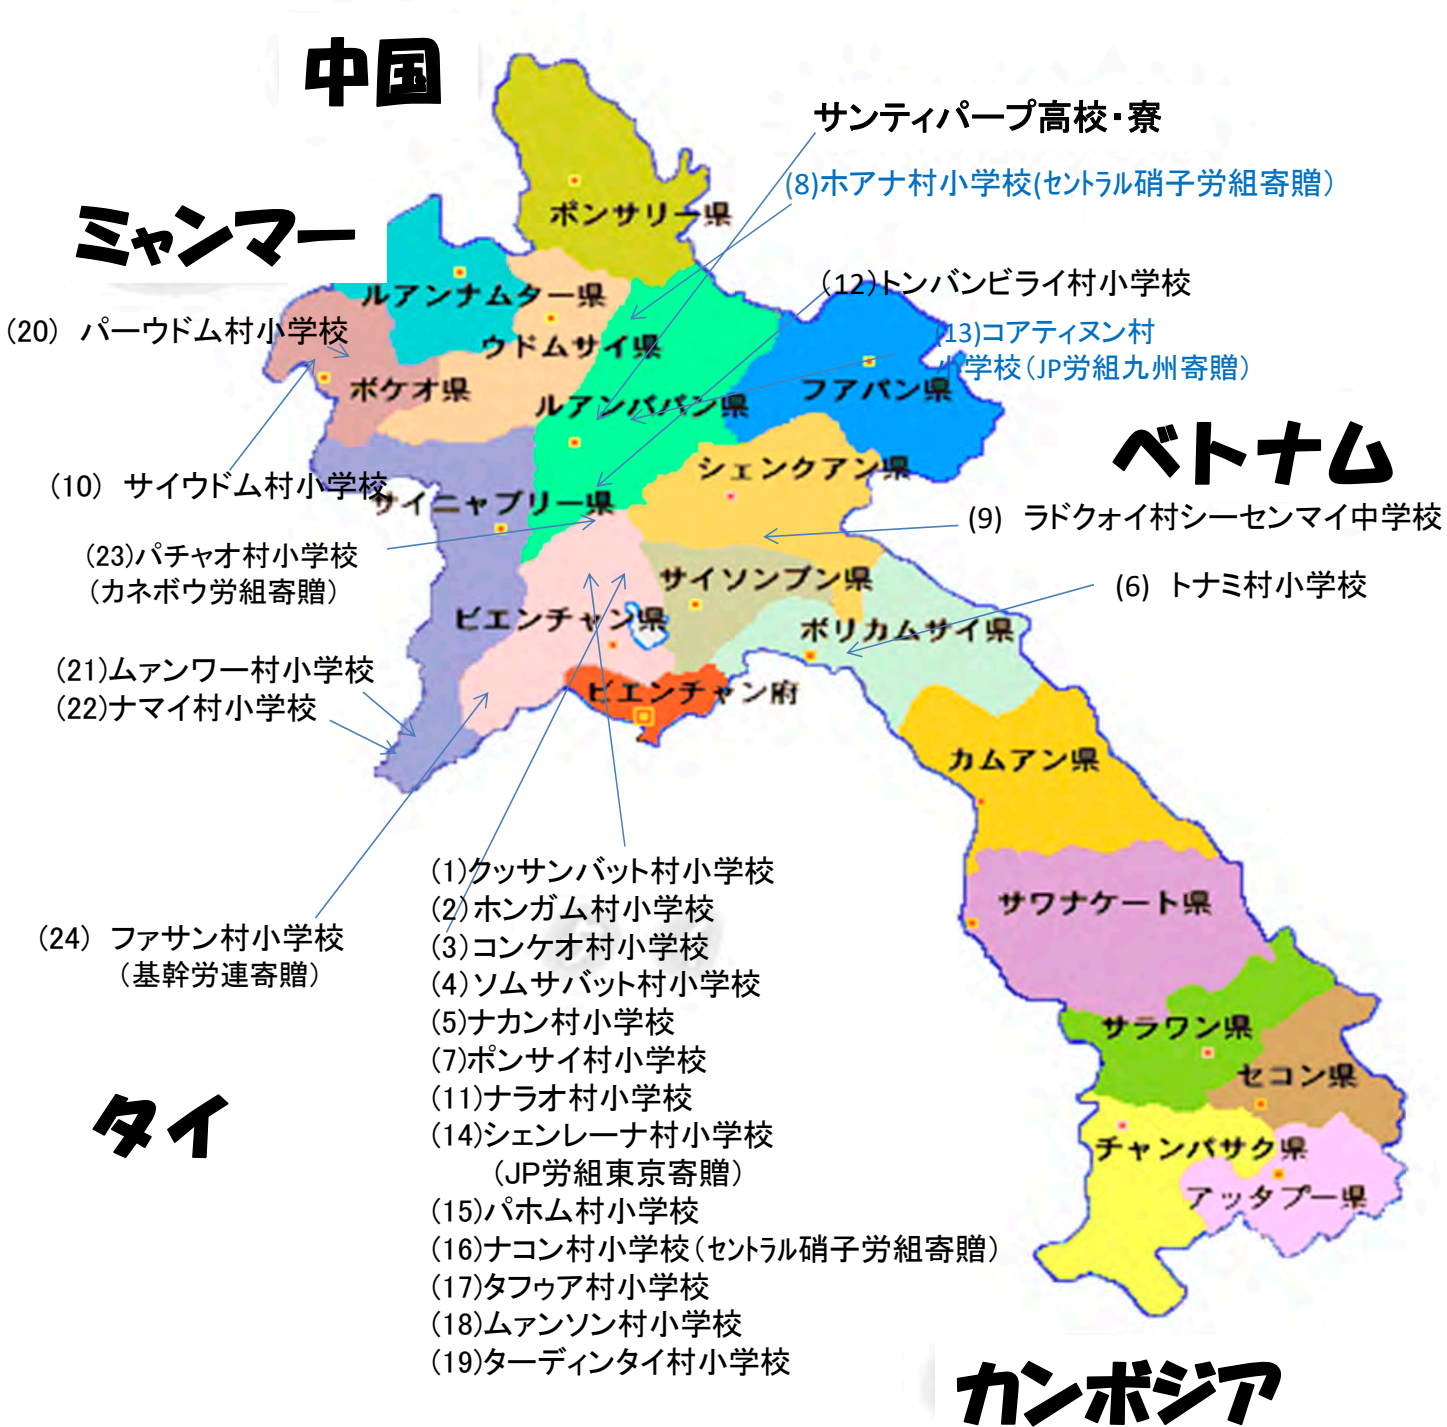 中国
サンティパープ高校・寮
(8)ホアナ村小学校(セントラル硝子労組寄贈)
ポンサリー県
ミャンマー
(12)トンバンビライ村小学校
ルアンナムター県
(20) パーウドム村小学校
ウドムサイ県
(13)コアティヌン村
小学校(JP労組九州寄贈)
ボケオ県
フアパン県
ルアンパバン県
ベトナム
シェンクアン県
(10) サイウドム村小学校
サイニャブリー県
(9) ラドクォイ村シーセンマイ中学校
(23)パチャオ村小学校
(カネボウ労組寄贈)
サイソンブン県
(6) トナミ村小学校
ビエンチャン県
ボリカムサイ県
(21)ムァンワー村小学校
(22)ナマイ村小学校
ビエンチャン府
カムアン県
(1)クッサンバット村小学校
(2)ホンガム村小学校
(3)コンケオ村小学校
(4)ソムサバット村小学校
(5)ナカン村小学校
(7)ポンサイ村小学校
(11)ナラオ村小学校
(14)シェンレーナ村小学校
(JP労組東京寄贈)
(15)パホム村小学校
(16)ナコン村小学校(セントラル硝子労組寄贈)
(17)タフゥア村小学校
(18)ムァンソン村小学校
(19)ターディンタイ村小学校
(24) ファサン村小学校
(基幹労連寄贈)
サワナケート県
サラワン県
セコン県
タイ
チャンパサク県
アッタプー県
カンボジア